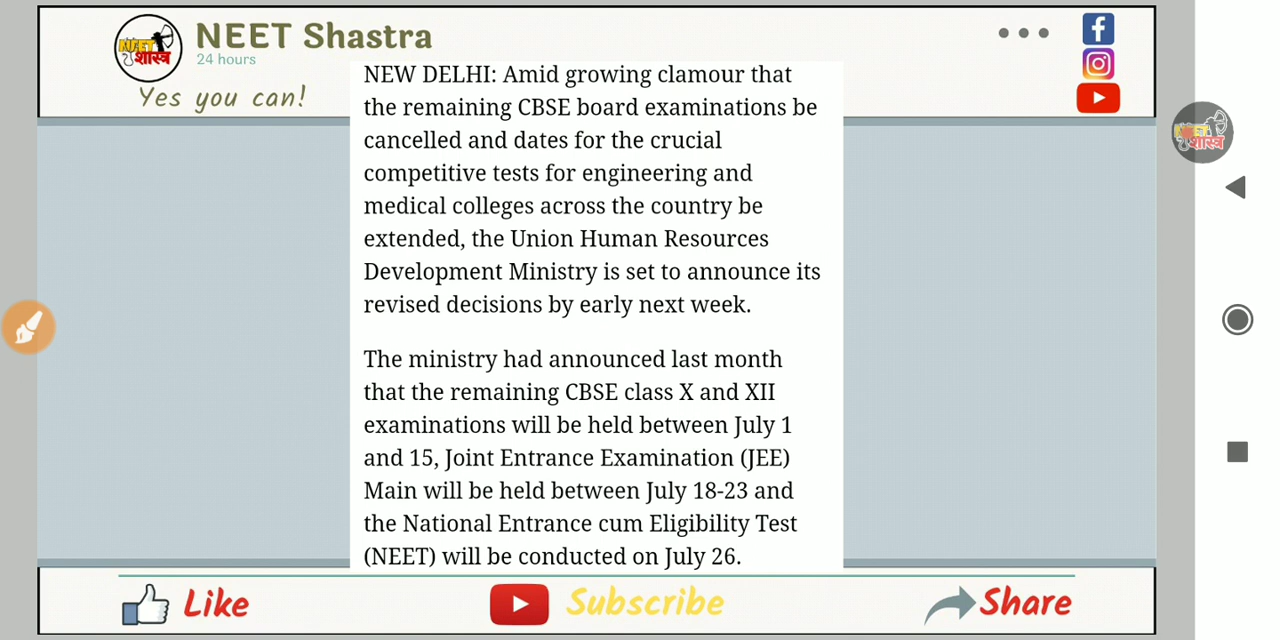 NEET Shastra
24 hours
Yes you can!
NEET
शास्त्र
NEW DELHI: Amid growing clamour that
the remaining CBSE board examinations be
cancelled and dates for the crucial
competitive tests for engineering and
medical colleges across the country be
extended, the Union Human Resources
Development Ministry is set to announce its
revised decisions by early next week.
The ministry had announced last month
that the remaining CBSE class X and XII
examinations will be held between July 1
and 15, Joint Entrance Examination (JEE)
Main will be held between July 18-23 and
the National Entrance cum Eligibility Test
(NEET) will be conducted on July 26.
NEET
शास्त्र
Like
Subscribe
Share